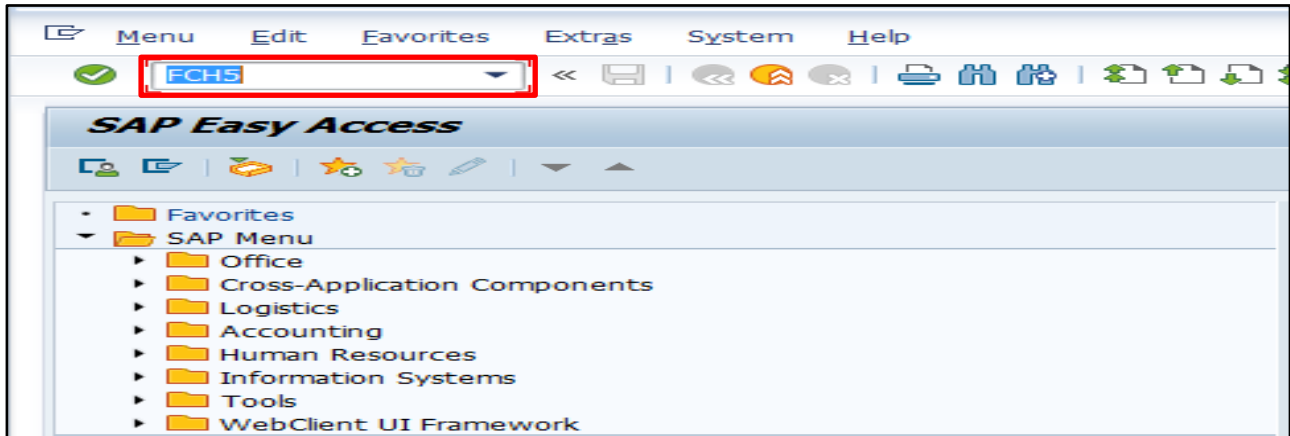 Menu Edit Favorites Extras System Help
FCH5
SAP Easy Access
Favorites
SAP Menu
Office
Cross-Application Components
Logistics
Accounting
Human Resources
Information Systems
Tools
WebClient UI Framework